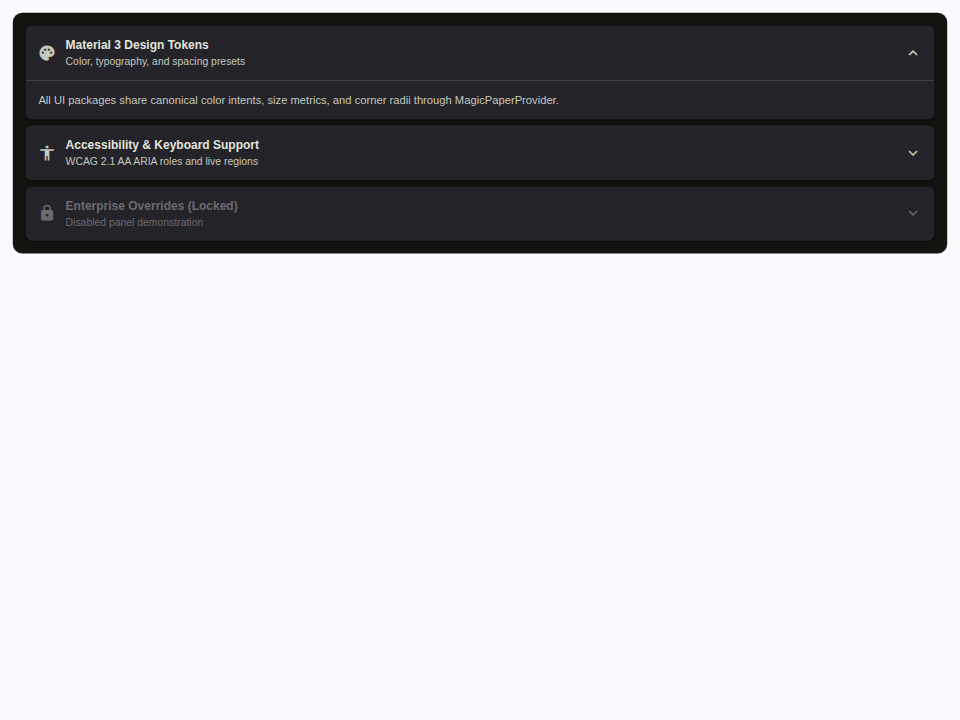 Material 3 Design Tokens
Color, typography, and spacing presets
All UI packages share canonical color intents, size metrics, and corner radii through MagicPaperProvider.
Accessibility & Keyboard Support
WCAG 2.1 AA ARIA roles and live regions
Enterprise Overrides (Locked)
Disabled panel demonstration